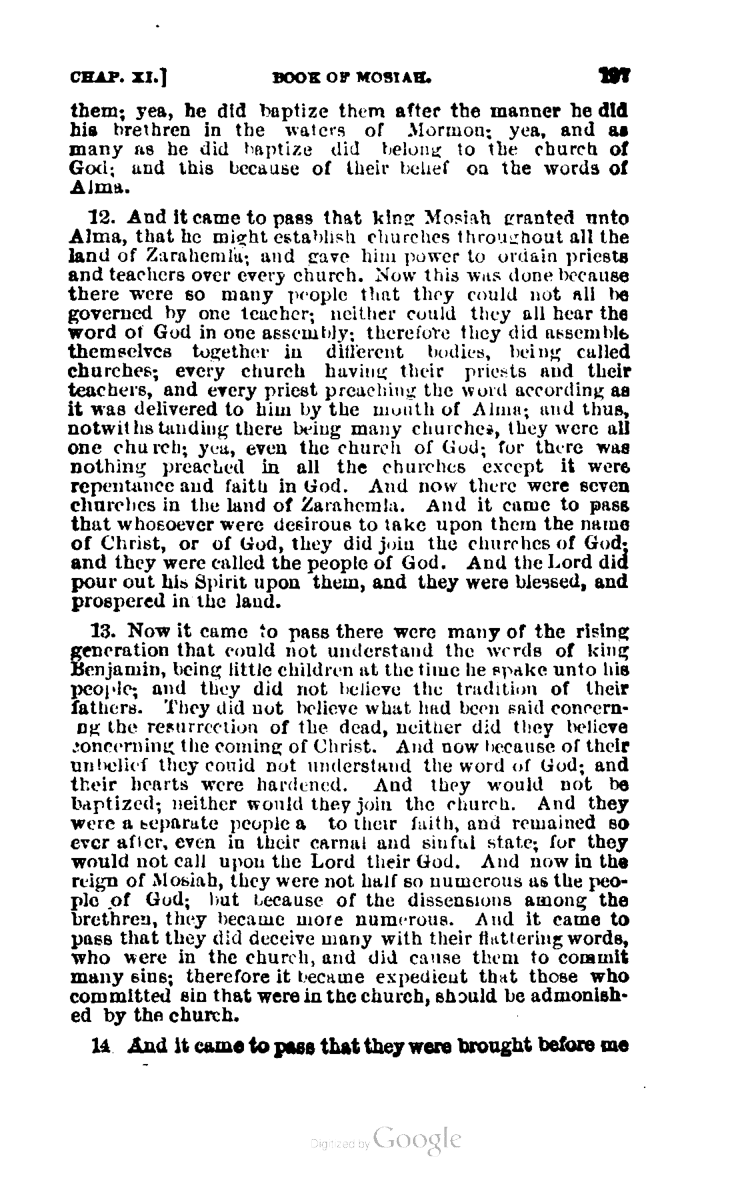 CHAP. XI.] BOOK OF MOSIAH. 197
them; yea, he did baptize them after the manner he did
his brethren in the waters of Mormon; yea, and as
many as he did baptize did belong to the church of
God; and this because of their belief on the words of
Alma.
12. And it came to pass that king Mosiah granted unto
Alma, that he might establish churches throughout all the
land of Zarahemla; and gave him power to ordain priests
and teachers over every church. Now this was done because
there were so many people that they could not all be
governed by one teacher; neither could they all hear the
word of God in one assembly; therefore they did assemble
themselves together in different bodies, being called
churches; every church having their priests and their
teachers, and every priest preaching the word according as
it was delivered to him by the mouth of Alma; and thus,
notwithstanding there being many churches, they were all
one church; yea, even the church of God; for there was
nothing preached in all the churches except it were
repentance and faith in God. And now there were seven
churches in the land of Zarahemla. And it came to pass
that whosoever were desirous to take upon them the name
of Christ, or of God, they did join the churches of God;
and they were called the people of God. And the Lord did
pour out his Spirit upon them, and they were blessed, and
prospered in the land.
13. Now it came to pass there were many of the rising
generation that could not understand the words of king
Benjamin, being little children at the time he spake unto his
people; and they did not believe the tradition of their
fathers. They did not believe what had been said concern-
ng the resurrection of the dead, neither did they believe
concerning the coming of Christ. And now because of their
unbelief they could not understand the word of God; and
their hearts were hardened. And they would not be
baptized; neither would they join the church. And they
were a separate people a to their faith, and remained so
ever after, even in their carnal and sinful state; for they
would not call upon the Lord their God. And now in the
reign of Mosiah, they were not half so numerous as the peo-
ple of God; but because of the dissensions among the
brethren, they became more numerous. And it came to
pass that they did deceive many with their flattering words,
who were in the church, and did cause them to commit
many sins; therefore it became expedient that those who
committed sin that were in the church, should be admonish-
ed by the church.
14 And it came to pass that they were brought before me
Digitized by Google